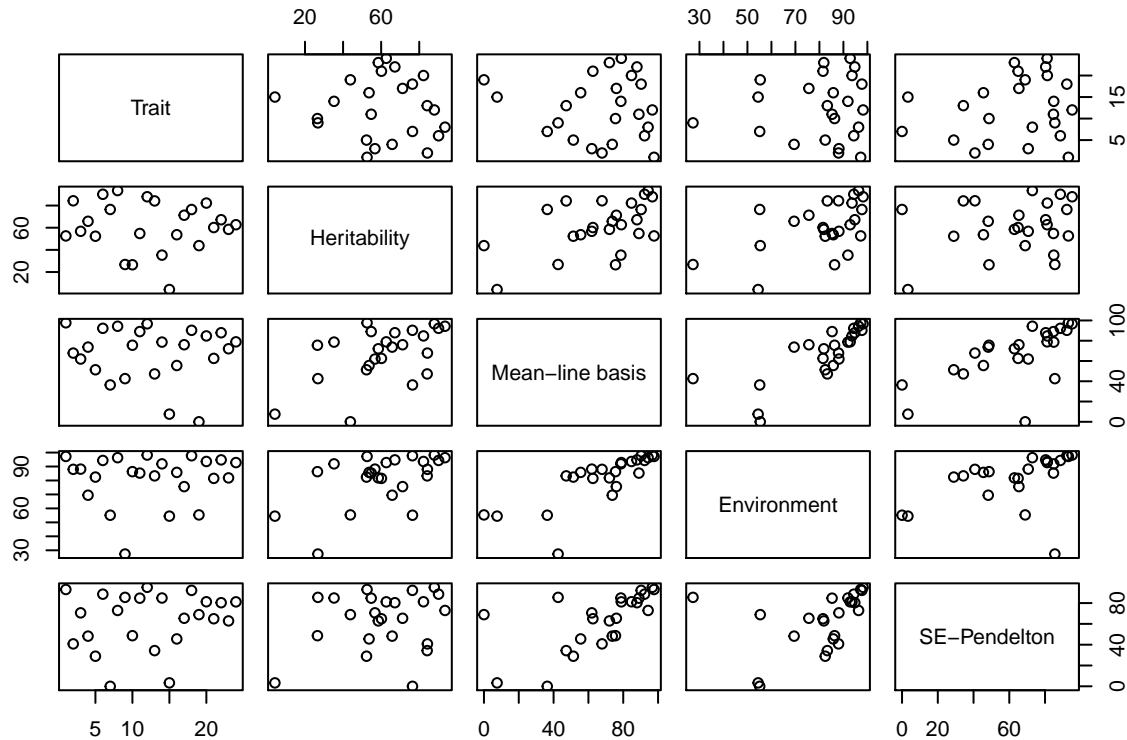 20 60
30 50 70 90
Trait
5 15
20 60
Heritability
Mean−line basis
0 40 80 100
30 60 90
Environment
SE−Pendelton
0 40 80
5 10 20
0 40 80
0 20 60